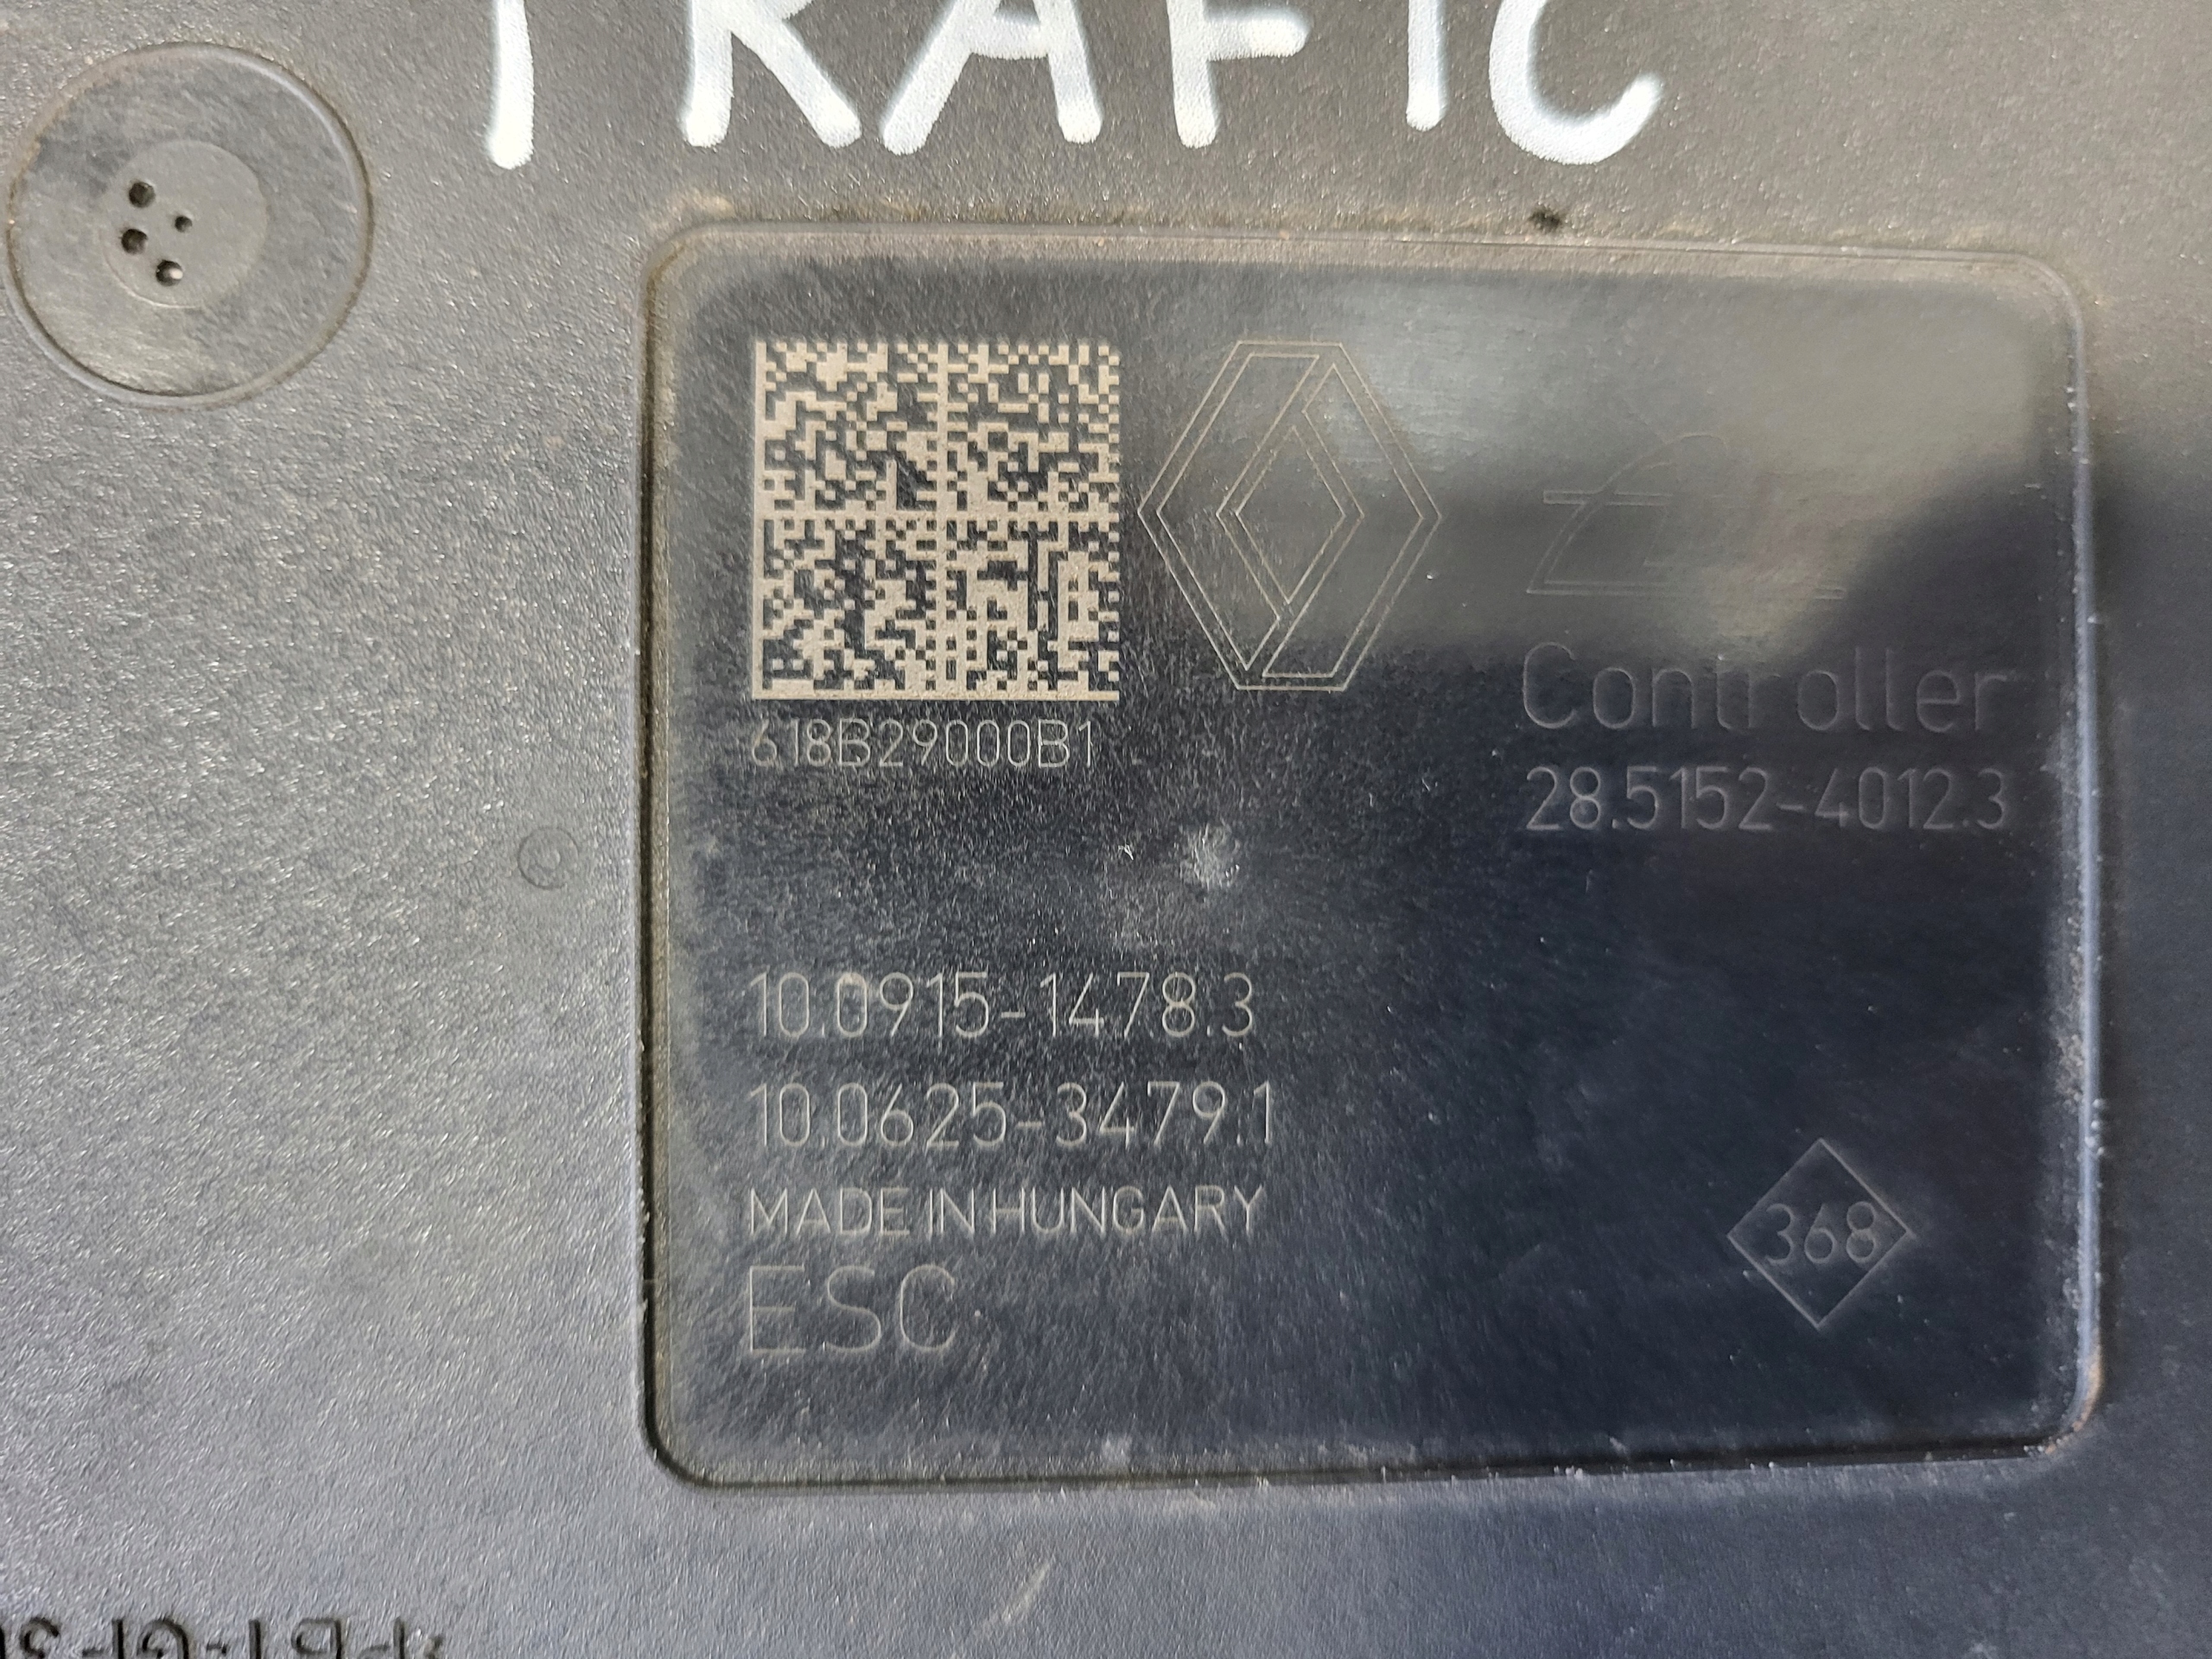 TRAFIC
618B29000B1
Controller
28.5152-4012.3
10.0915-1478.3
10.0625-3479.1
MADE IN HUNGARY
368
ESC